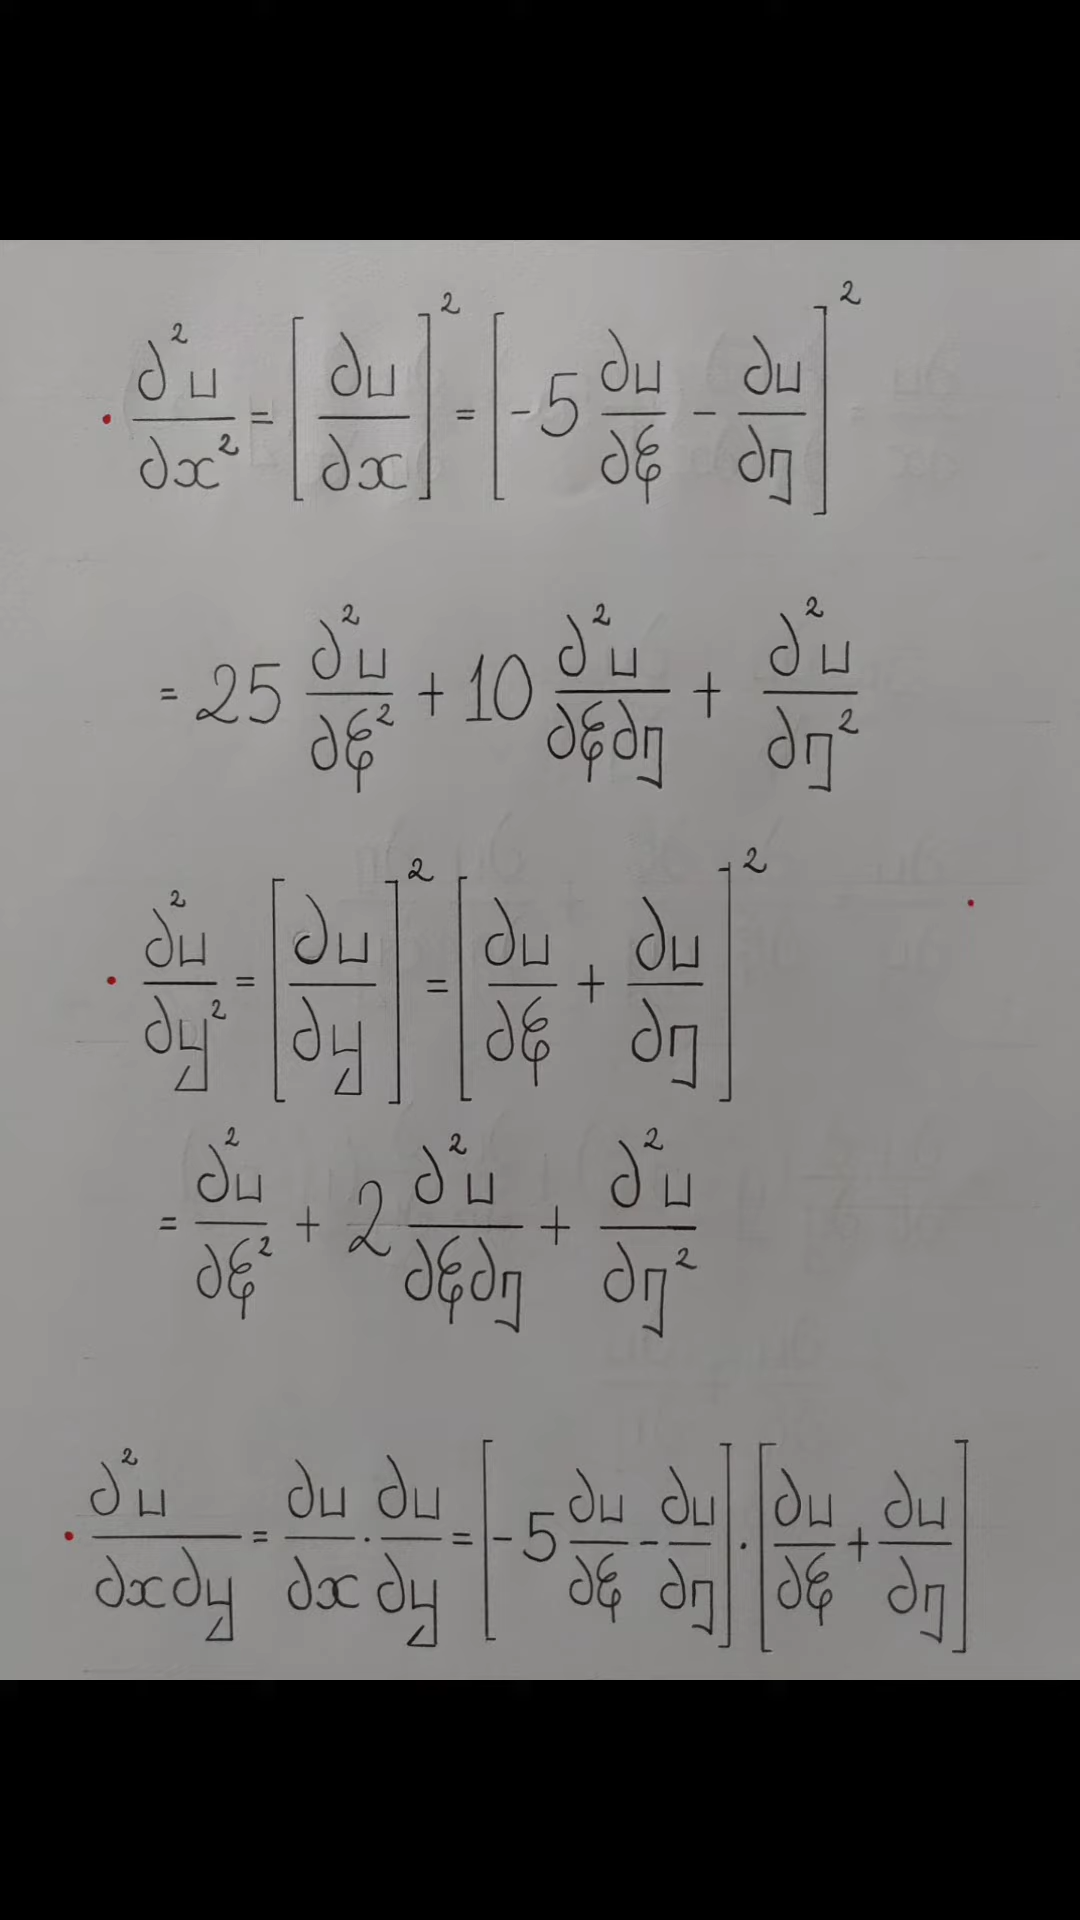 • ∂²u/∂x² = [∂u/∂x]² = [-5 ∂u/∂ξ - ∂u/∂η]²
= 25 ∂²u/∂ξ² + 10 ∂²u/∂ξ∂η + ∂²u/∂η²
• ∂²u/∂y² = [∂u/∂y]² = [∂u/∂ξ + ∂u/∂η]²
= ∂²u/∂ξ² + 2 ∂²u/∂ξ∂η + ∂²u/∂η²
• ∂²u/∂x∂y = ∂u/∂x · ∂u/∂y = [-5 ∂u/∂ξ - ∂u/∂η] · [∂u/∂ξ + ∂u/∂η]